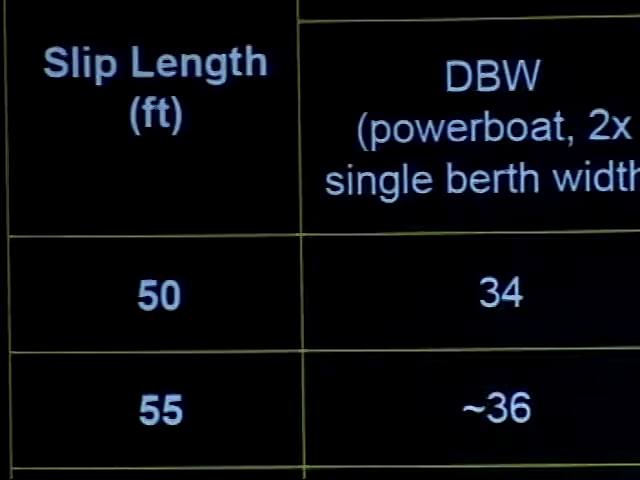 Slip Length
(ft)
DBW
(powerboat, 2x
single berth width
50
34
55
~36